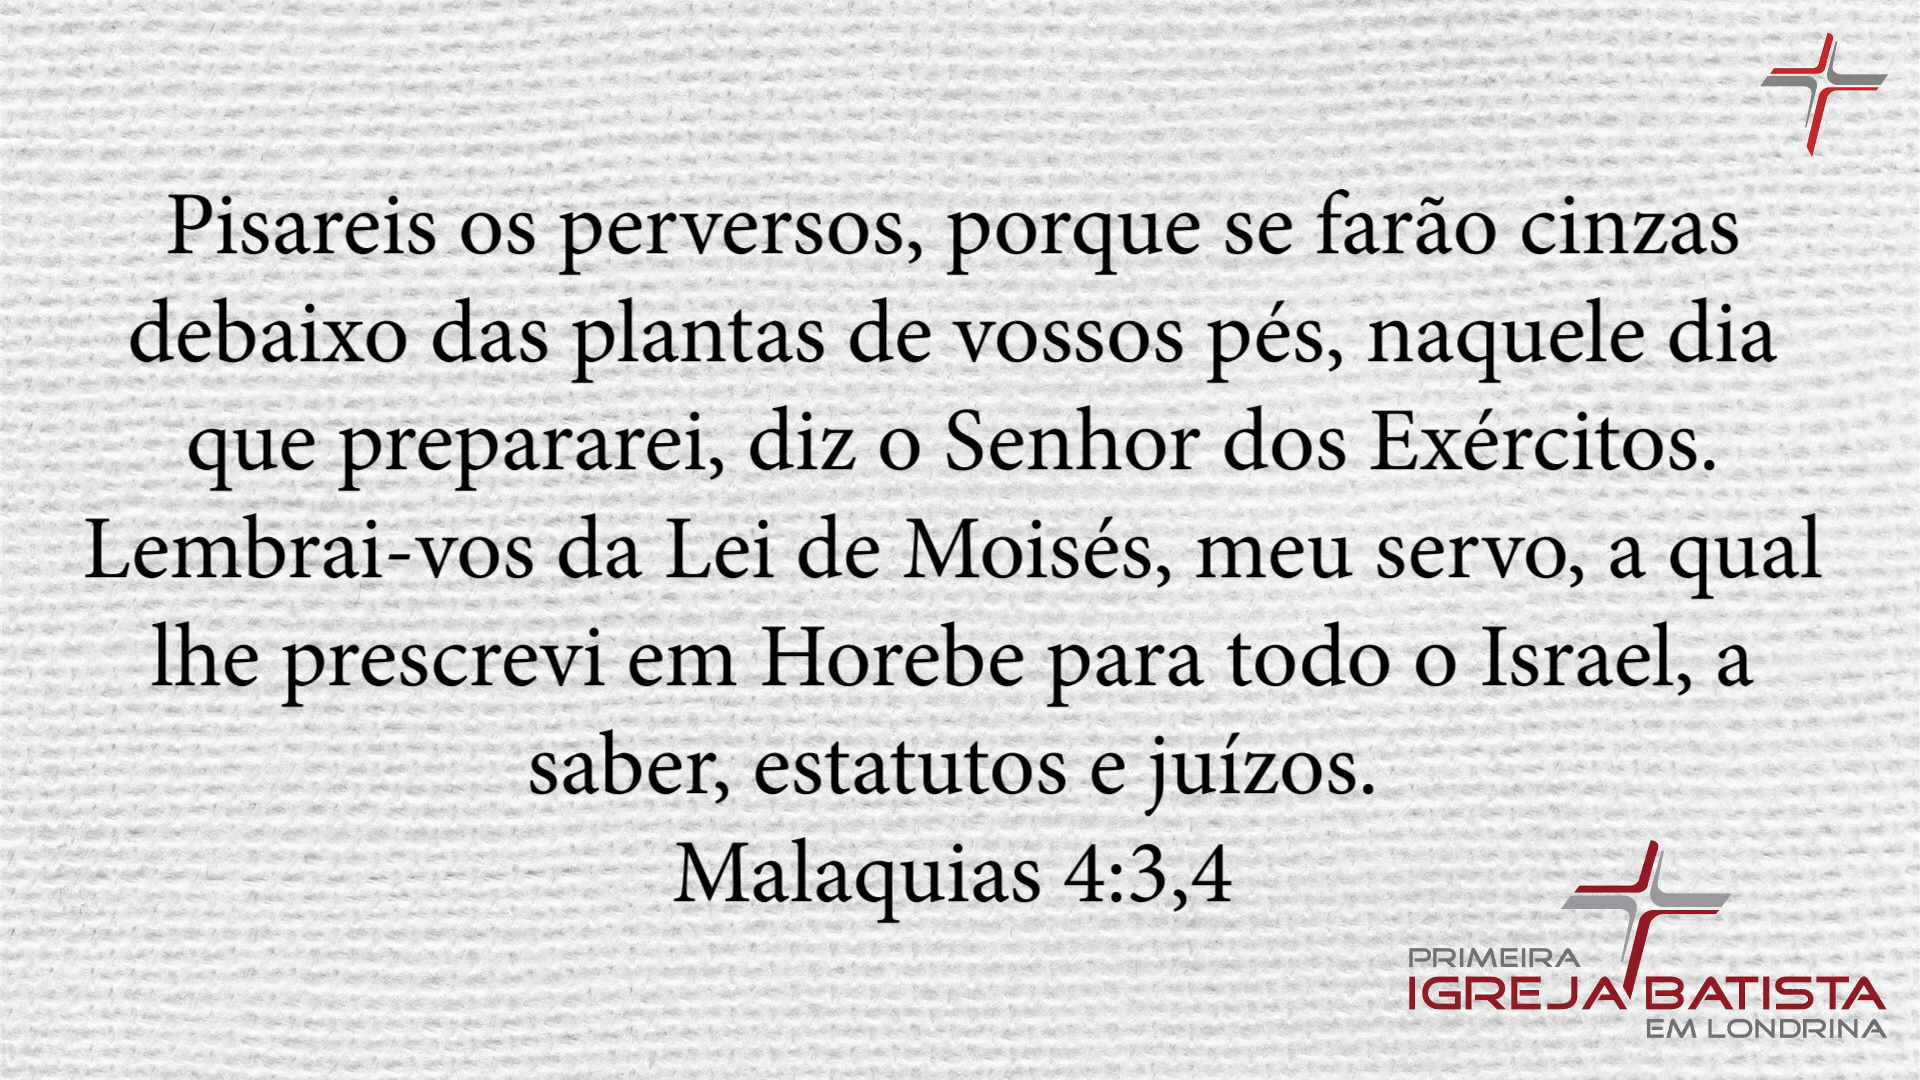 Pisareis os perversos, porque se farão cinzas
debaixo das plantas de vossos pés, naquele dia
que prepararei, diz o Senhor dos Exércitos.
Lembrai-vos da Lei de Moisés, meu servo, a qual
lhe prescrevi em Horebe para todo o Israel, a
saber, estatutos e juízos.
Malaquias 4:3,4
PRIMEIRA
IGREJA BATISTA
EM LONDRINA